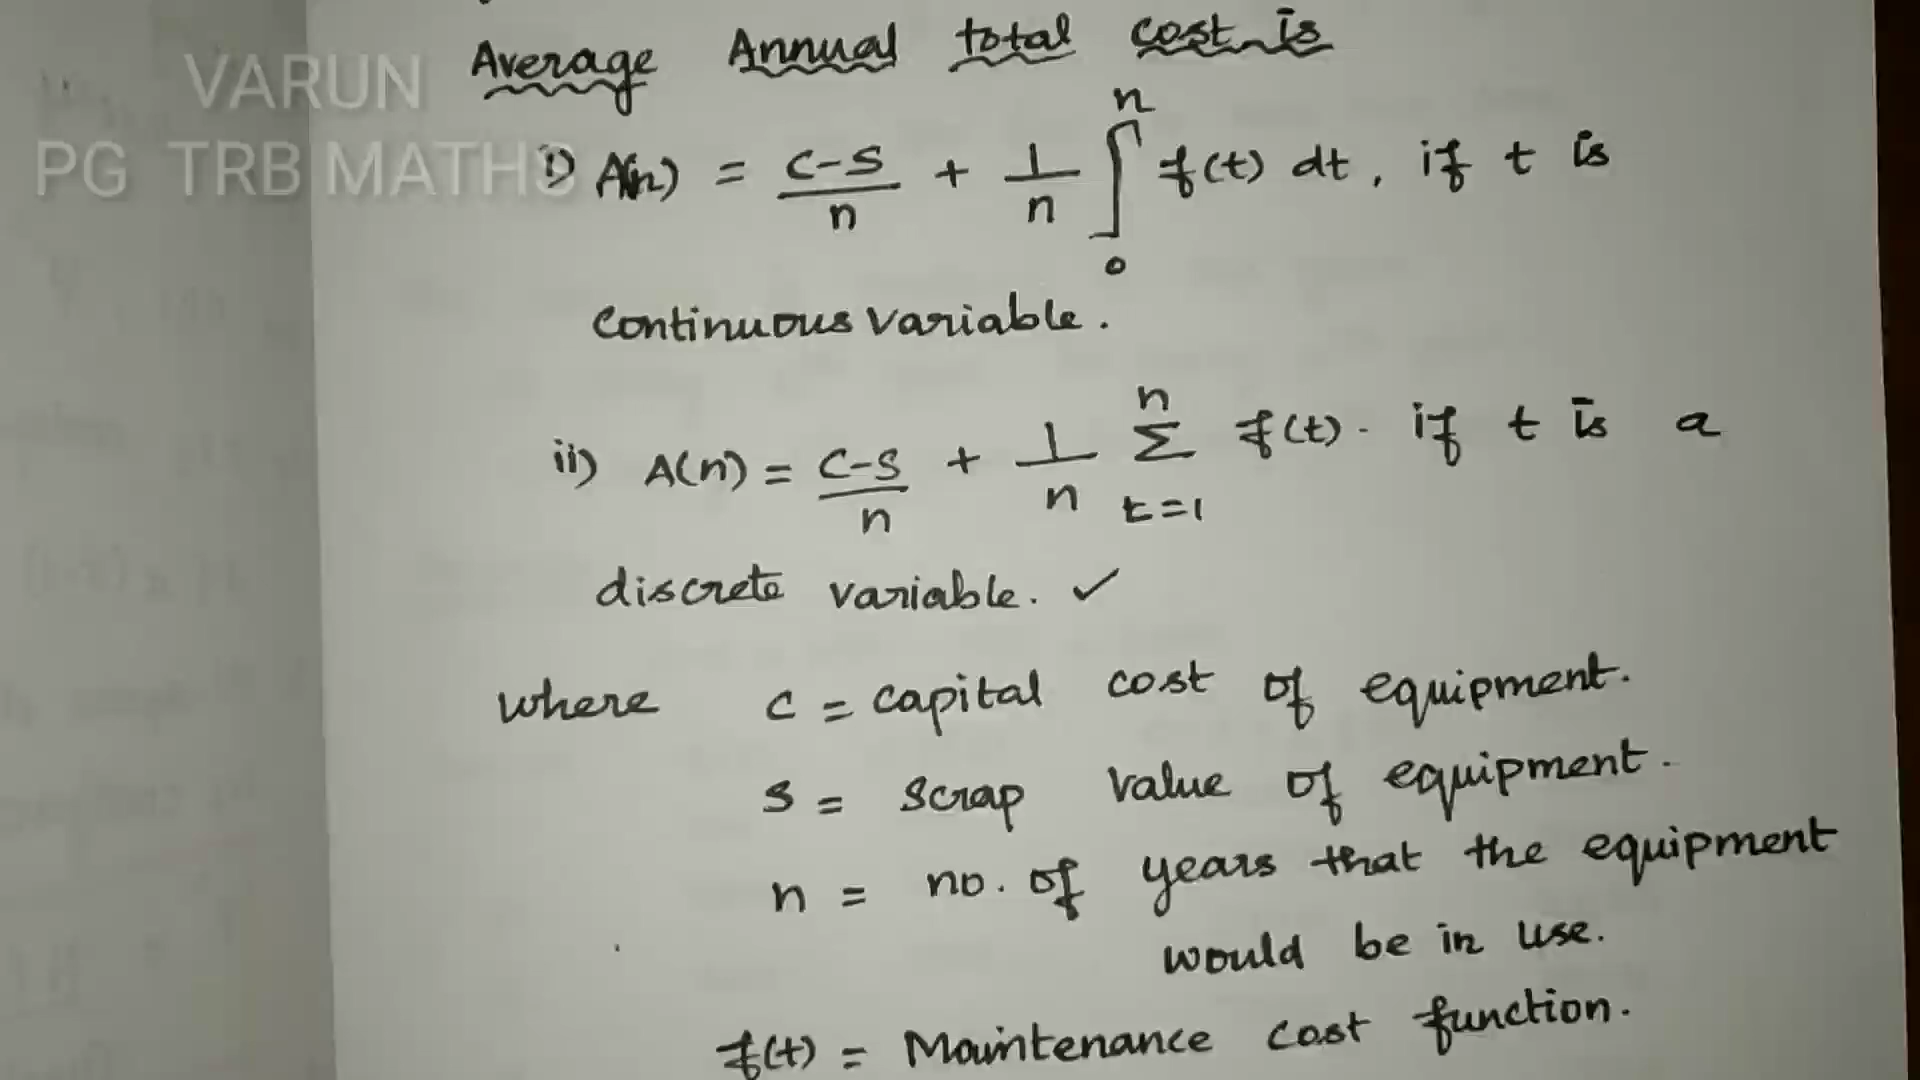 VARUN
PG TRB MATHS
Average Annual total cost is
i) A(n) = C-S/n + 1/n ∫₀ⁿ f(t) dt, if t is
continuous variable.
ii) A(n) = C-S/n + 1/n Σ_{t=1}^{n} f(t). if t is a
discrete variable. ✓
where C = capital cost of equipment.
S = scrap value of equipment.
n = no. of years that the equipment
would be in use.
f(t) = Maintenance cost function.